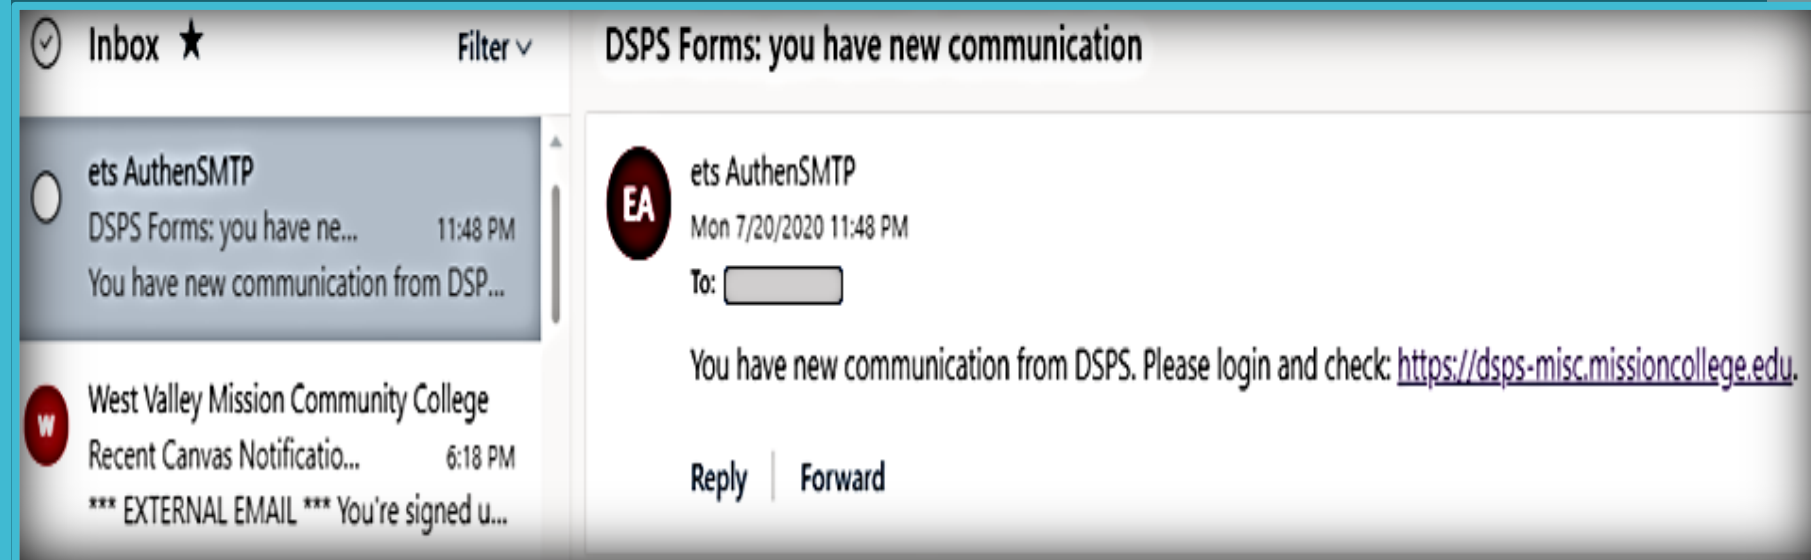 Inbox ★ Filter
ets AuthenSMTP
DSPS Forms: you have ne... 11:48 PM
You have new communication from DSP...
W
West Valley Mission Community College
Recent Canvas Notificatio... 6:18 PM
*** EXTERNAL EMAIL *** You're signed u...
DSPS Forms: you have new communication
EA
ets AuthenSMTP
Mon 7/20/2020 11:48 PM
To:
You have new communication from DSPS. Please login and check: https://dsps-misc.missioncollege.edu.
Reply Forward